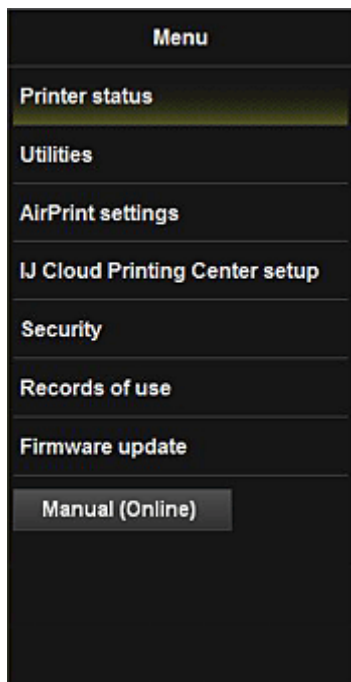 Menu
Printer status
Utilities
AirPrint settings
IJ Cloud Printing Center setup
Security
Records of use
Firmware update
Manual (Online)